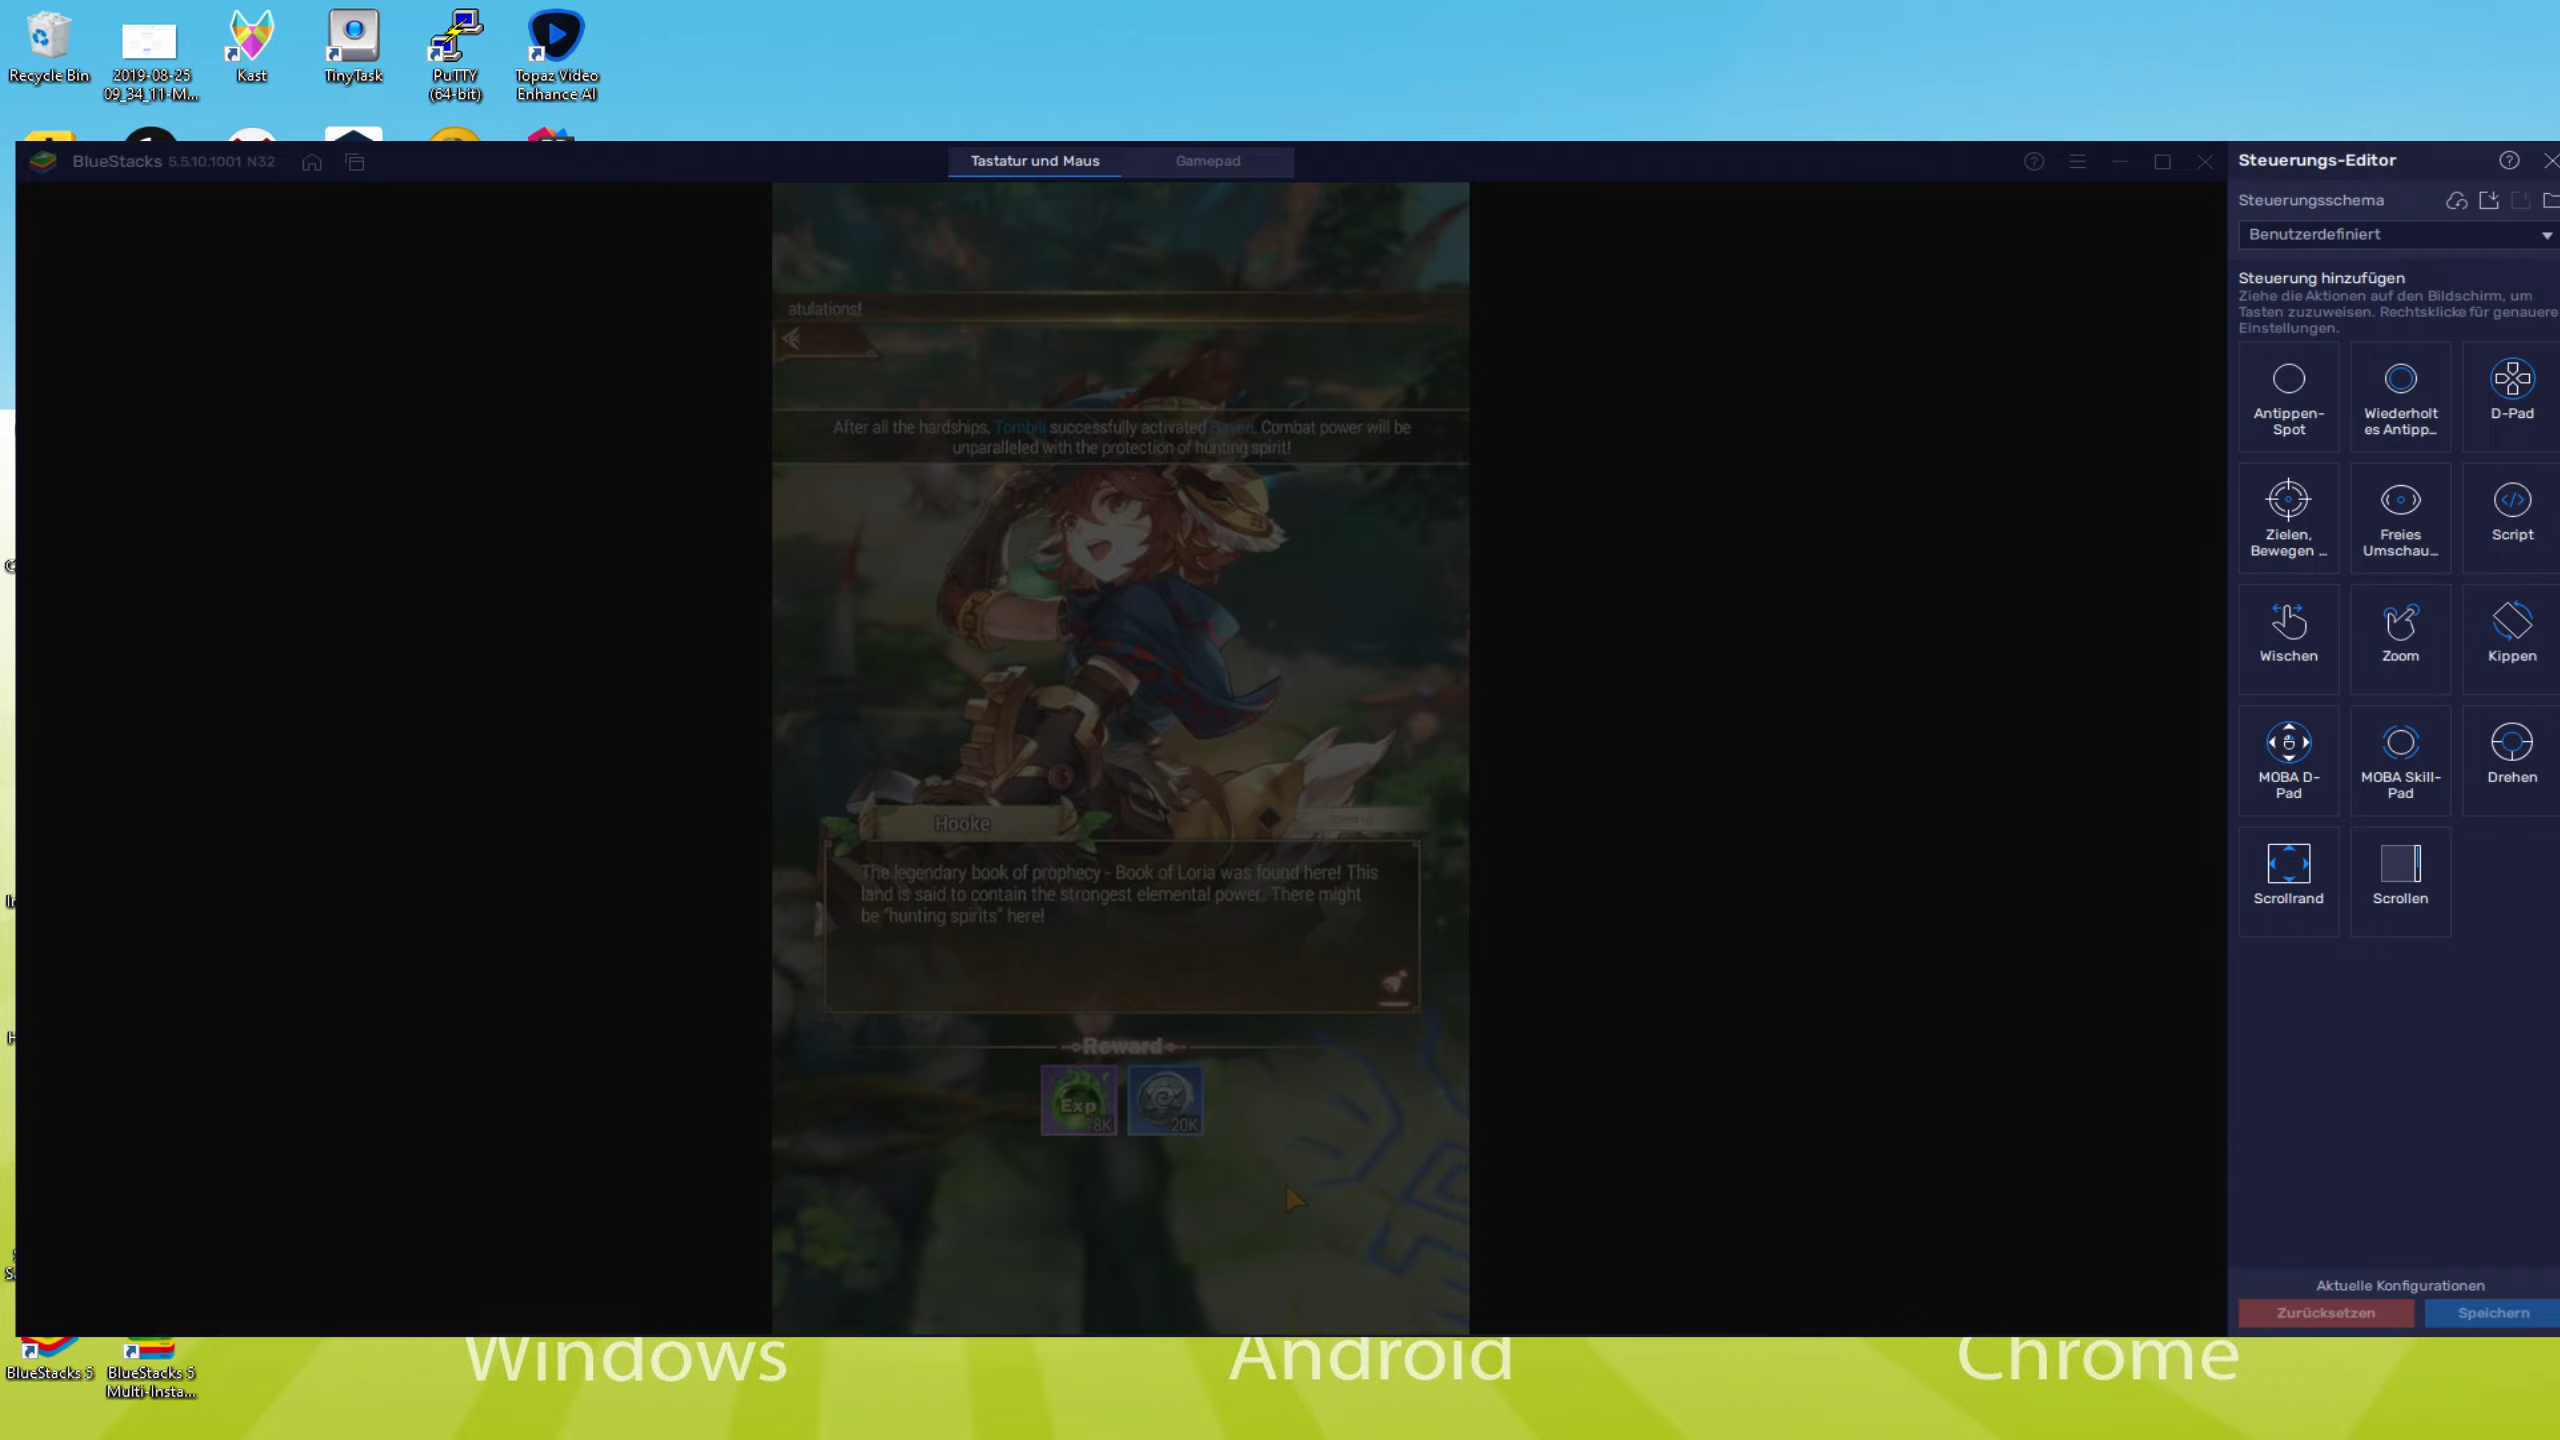 Recycle Bin
2019-08-25
09_34_11-M...
Kast
TinyTask
PuTTY
(64-bit)
Topaz Video
Enhance AI
BlueStacks 5.5.10.1001 N32
Tastatur und Maus
Gamepad
atulations!
After all the hardships, Tombili successfully activated Raven. Combat power will be
unparalleled with the protection of hunting spirit!
Hooke
The legendary book of prophecy - Book of Loria was found here! This
land is said to contain the strongest elemental power. There might
be "hunting spirits" here!
Reward
Exp
18K
20K
Steuerungs-Editor
Steuerungsschema
Benutzerdefiniert
Steuerung hinzufügen
Ziehe die Aktionen auf den Bildschirm, um
Tasten zuzuweisen. Rechtsklicke für genauere
Einstellungen.
Antippen-
Spot
Wiederholt
es Antipp...
D-Pad
Zielen,
Bewegen ...
Freies
Umschau...
Script
Wischen
Zoom
Kippen
MOBA D-
Pad
MOBA Skill-
Pad
Drehen
Scrollrand
Scrollen
Aktuelle Konfigurationen
Zurücksetzen
Speichern
BlueStacks 5
BlueStacks 5
Multi-Insta...
Windows
Android
Chrome